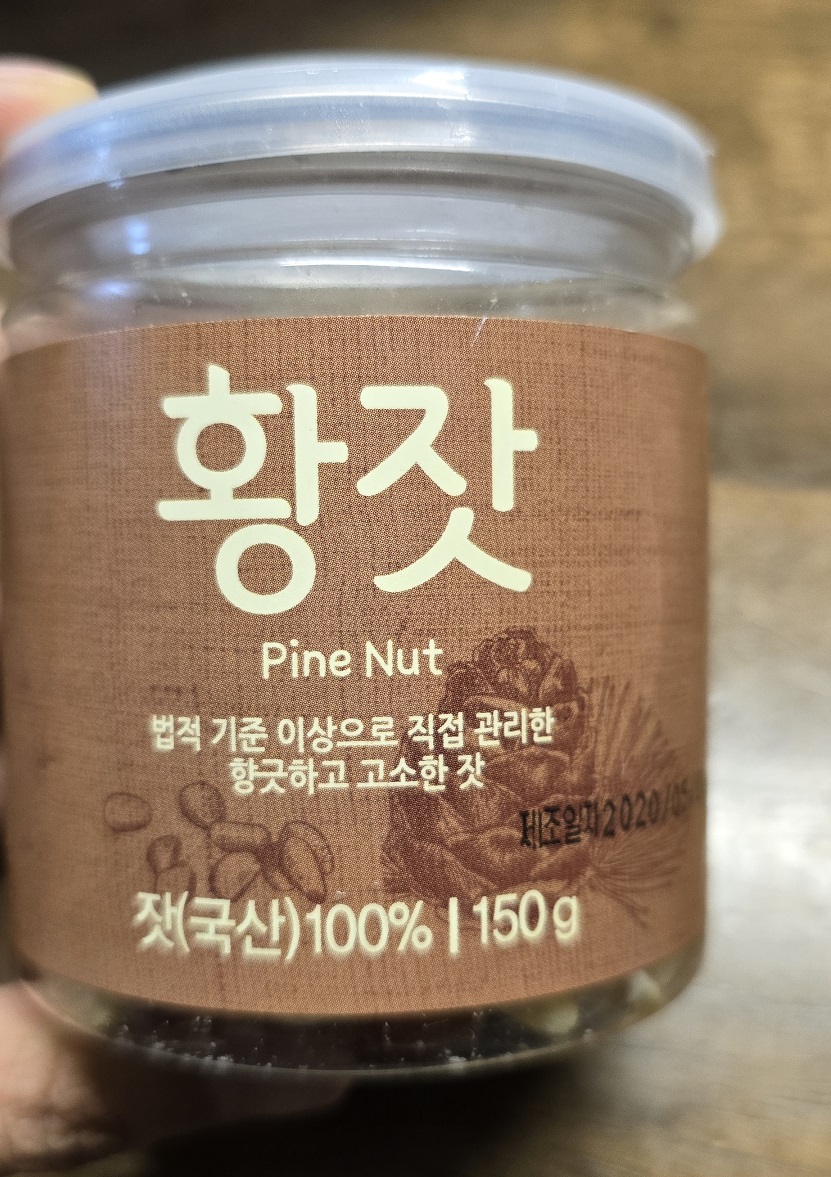 황잣
Pine Nut
법적 기준 이상으로 직접 관리한
향긋하고 고소한 잣
제조일자2020/05/
잣(국산)100% | 150g